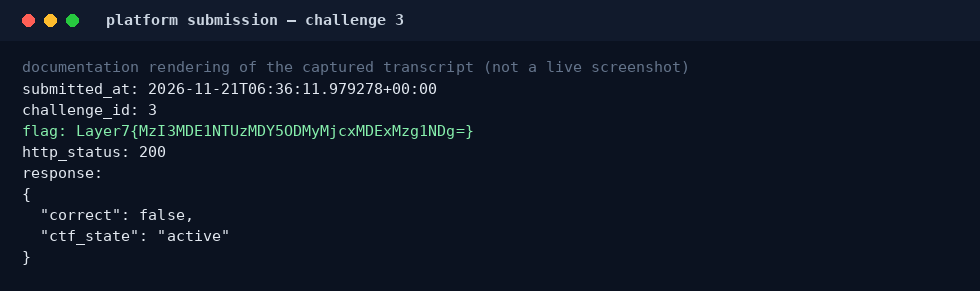 platform submission — challenge 3
documentation rendering of the captured transcript (not a live screenshot)
submitted_at: 2026-11-21T06:36:11.979278+00:00
challenge_id: 3
flag: Layer7{MzI3MDE1NTUzMDY5ODMyMjcxMDExMzg1NDg=}
http_status: 200
response:
{
  "correct": false,
  "ctf_state": "active"
}